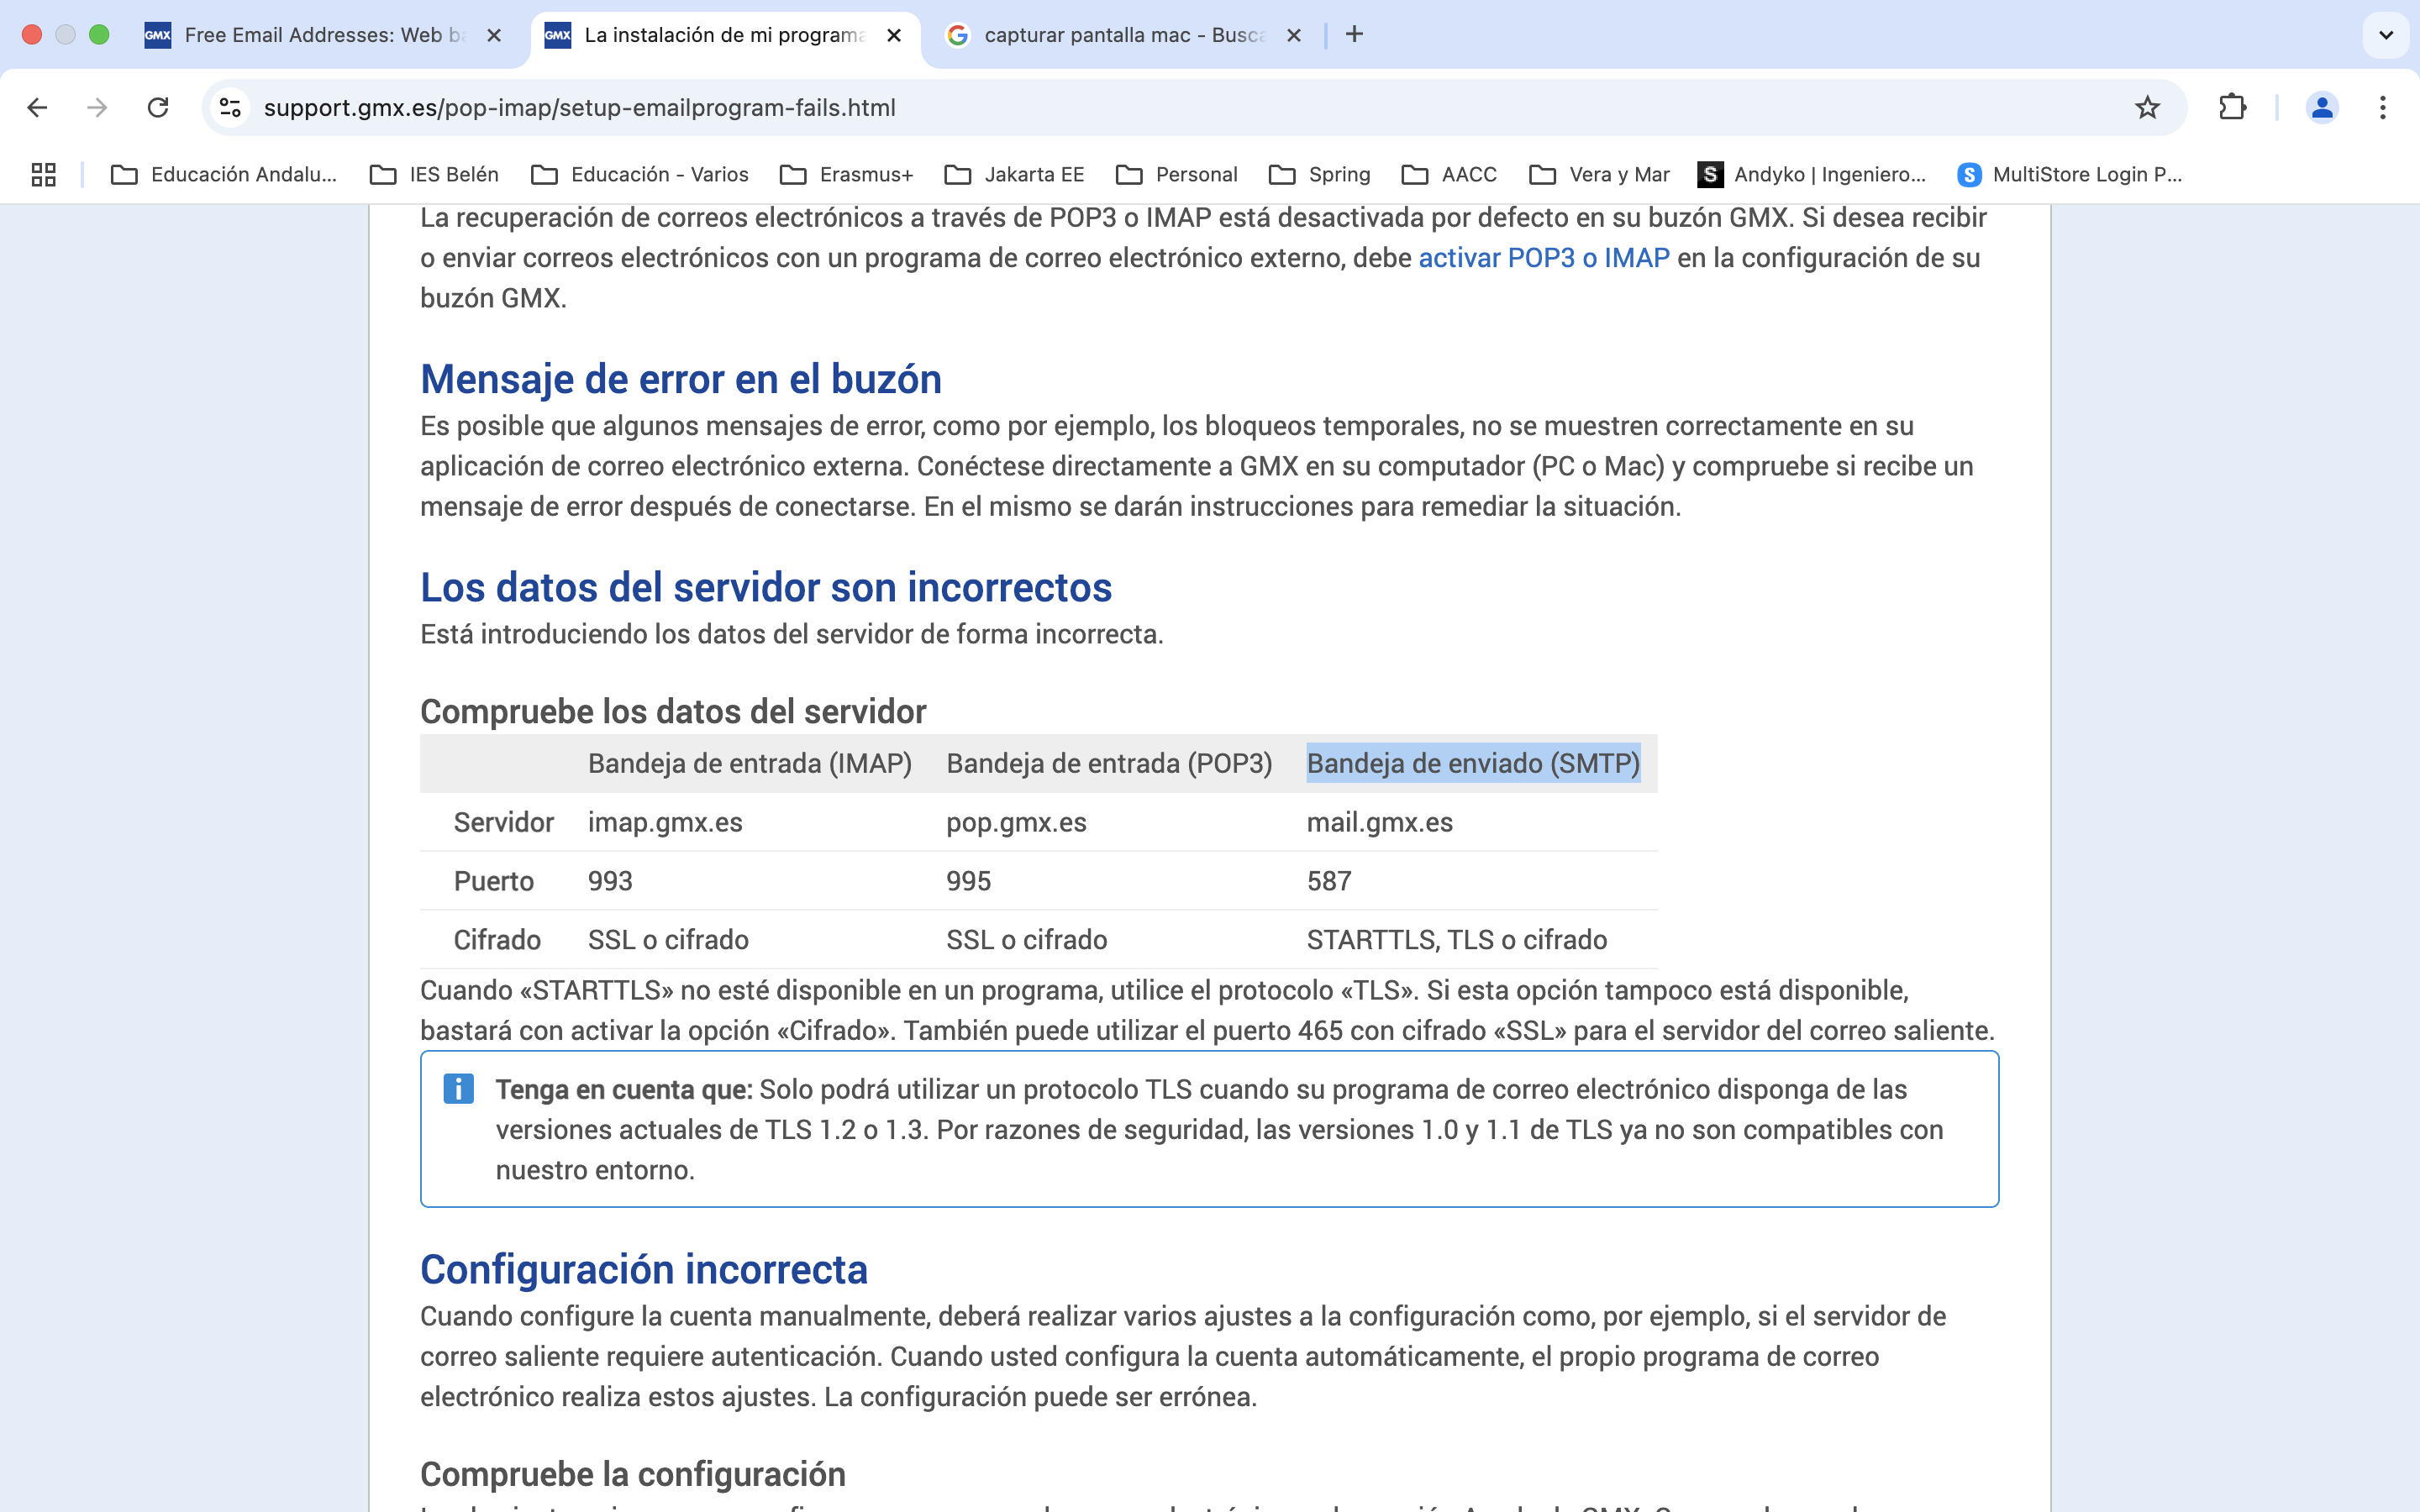 GMX Free Email Addresses: Web ba
GMX La instalación de mi programa
capturar pantalla mac - Busca
support.gmx.es/pop-imap/setup-emailprogram-fails.html
Educación Andalu... IES Belén Educación - Varios Erasmus+ Jakarta EE Personal Spring AACC Vera y Mar S Andyko | Ingeniero... S MultiStore Login P...
La recuperación de correos electrónicos a través de POP3 o IMAP está desactivada por defecto en su buzón GMX. Si desea recibir
o enviar correos electrónicos con un programa de correo electrónico externo, debe activar POP3 o IMAP en la configuración de su
buzón GMX.
Mensaje de error en el buzón
Es posible que algunos mensajes de error, como por ejemplo, los bloqueos temporales, no se muestren correctamente en su
aplicación de correo electrónico externa. Conéctese directamente a GMX en su computador (PC o Mac) y compruebe si recibe un
mensaje de error después de conectarse. En el mismo se darán instrucciones para remediar la situación.
Los datos del servidor son incorrectos
Está introduciendo los datos del servidor de forma incorrecta.
Compruebe los datos del servidor
Bandeja de entrada (IMAP) Bandeja de entrada (POP3) Bandeja de enviado (SMTP)
Servidor imap.gmx.es pop.gmx.es mail.gmx.es
Puerto 993 995 587
Cifrado SSL o cifrado SSL o cifrado STARTTLS, TLS o cifrado
Cuando «STARTTLS» no esté disponible en un programa, utilice el protocolo «TLS». Si esta opción tampoco está disponible,
bastará con activar la opción «Cifrado». También puede utilizar el puerto 465 con cifrado «SSL» para el servidor del correo saliente.
Tenga en cuenta que: Solo podrá utilizar un protocolo TLS cuando su programa de correo electrónico disponga de las
versiones actuales de TLS 1.2 o 1.3. Por razones de seguridad, las versiones 1.0 y 1.1 de TLS ya no son compatibles con
nuestro entorno.
Configuración incorrecta
Cuando configure la cuenta manualmente, deberá realizar varios ajustes a la configuración como, por ejemplo, si el servidor de
correo saliente requiere autenticación. Cuando usted configura la cuenta automáticamente, el propio programa de correo
electrónico realiza estos ajustes. La configuración puede ser errónea.
Compruebe la configuración